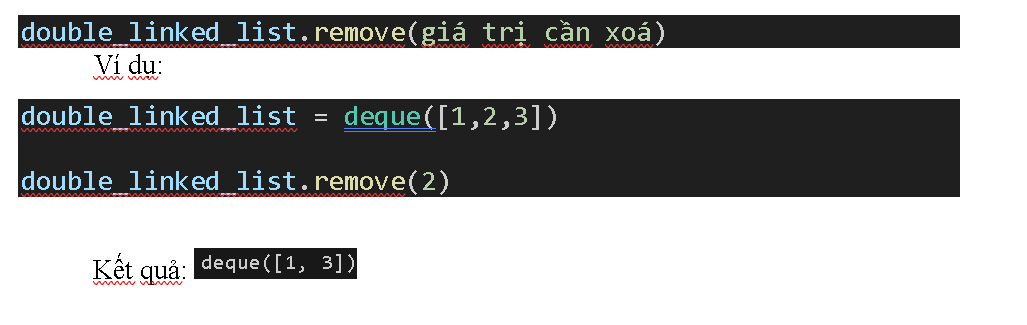 double_linked_list.remove(giá trị cần xoá)
Ví dụ:
double_linked_list = deque([1,2,3])
double_linked_list.remove(2)
Kết quả: deque([1, 3])